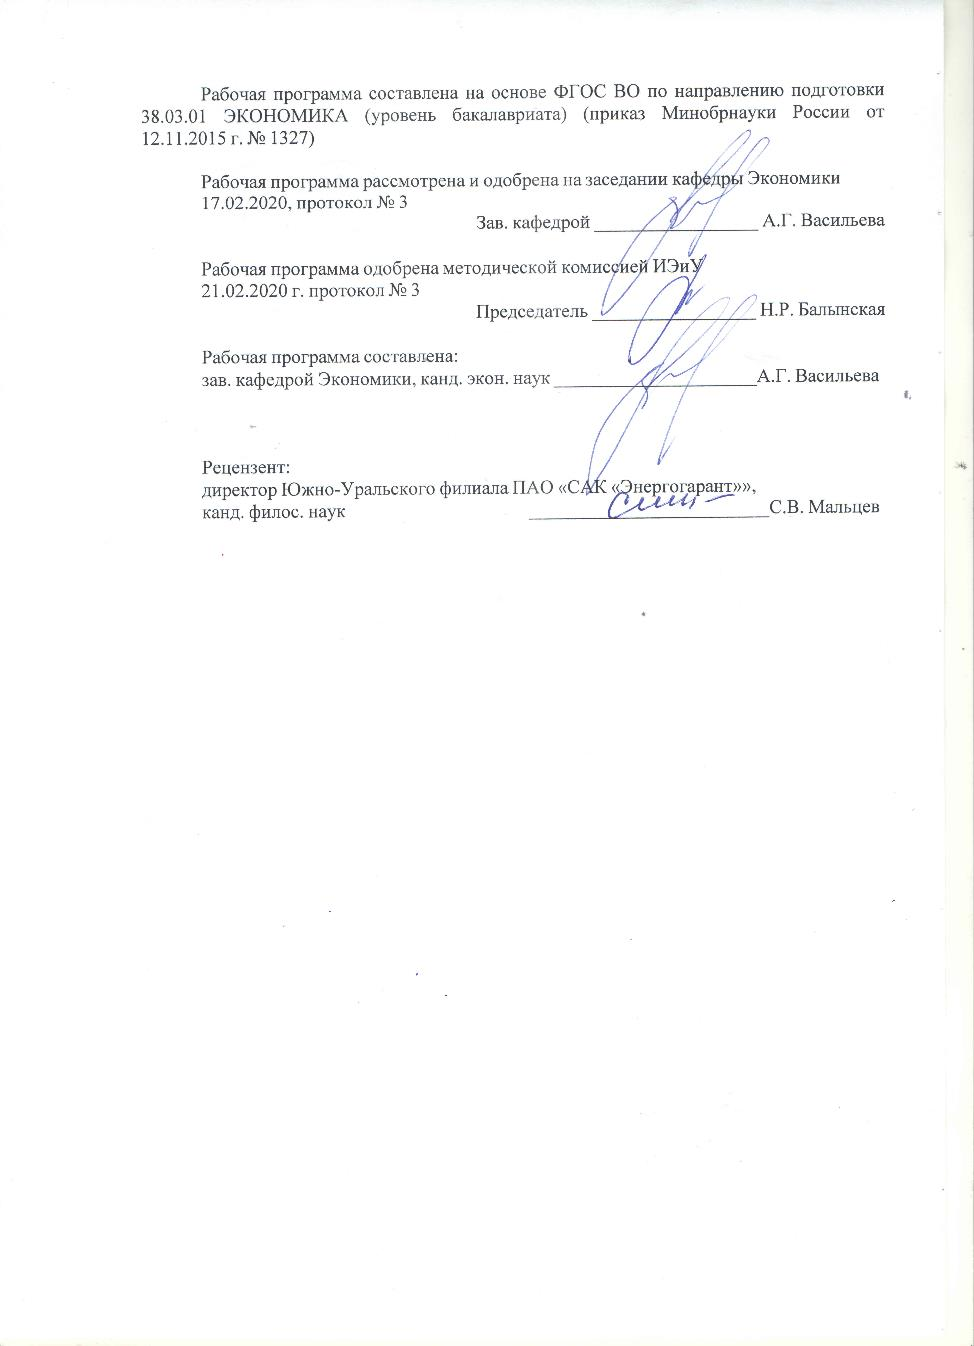 Рабочая программа составлена на основе ФГОС ВО по направлению подготовки
38.03.01 ЭКОНОМИКА (уровень бакалавриата) (приказ Минобрнауки России от
12.11.2015 г. № 1327)
Рабочая программа рассмотрена и одобрена на заседании кафедры Экономики
17.02.2020, протокол № 3
Зав. кафедрой _________________ А.Г. Васильева
Рабочая программа одобрена методической комиссией ИЭиУ
21.02.2020 г. протокол № 3
Председатель _________________ Н.Р. Балынская
Рабочая программа составлена:
зав. кафедрой Экономики, канд. экон. наук _____________________А.Г. Васильева
Рецензент:
директор Южно-Уральского филиала ПАО «САК «Энергогарант»»,
канд. филос. наук _________________________С.В. Мальцев